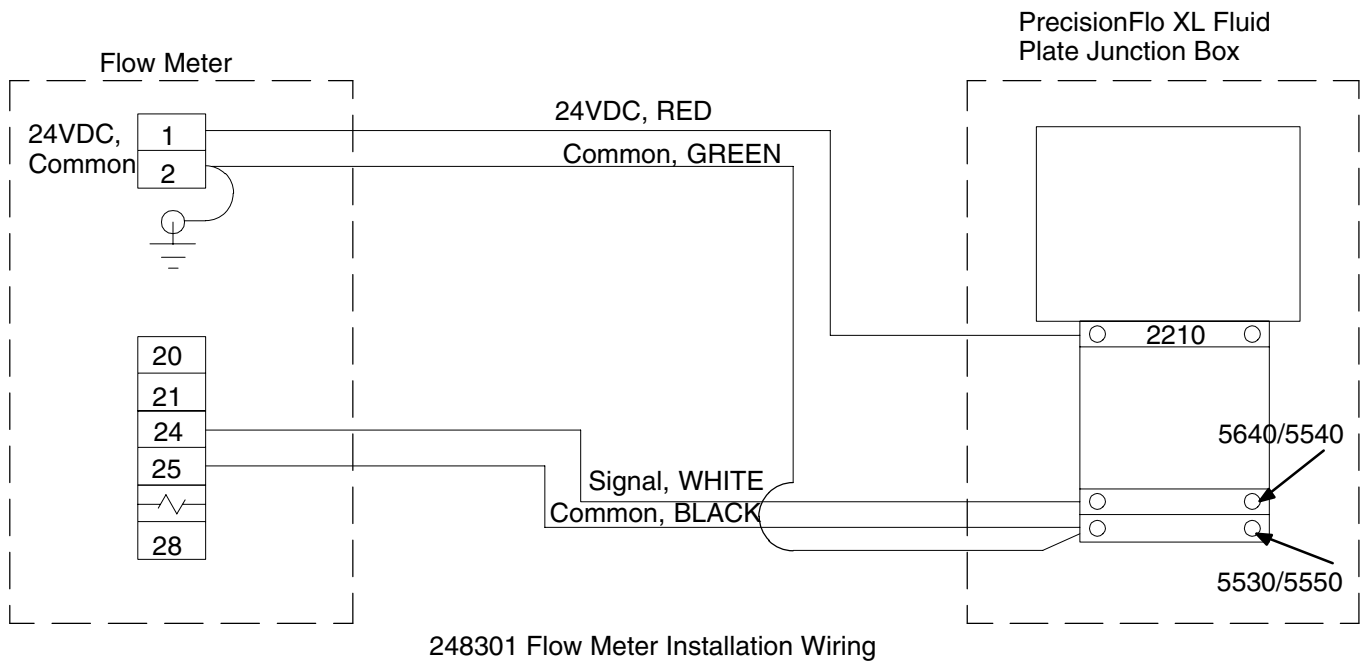 PrecisionFlo XL Fluid
Plate Junction Box
Flow Meter
24VDC, RED
24VDC,
Common
1
2
Common, GREEN
2210
20
21
24
25
28
5640/5540
Signal, WHITE
Common, BLACK
5530/5550
248301 Flow Meter Installation Wiring